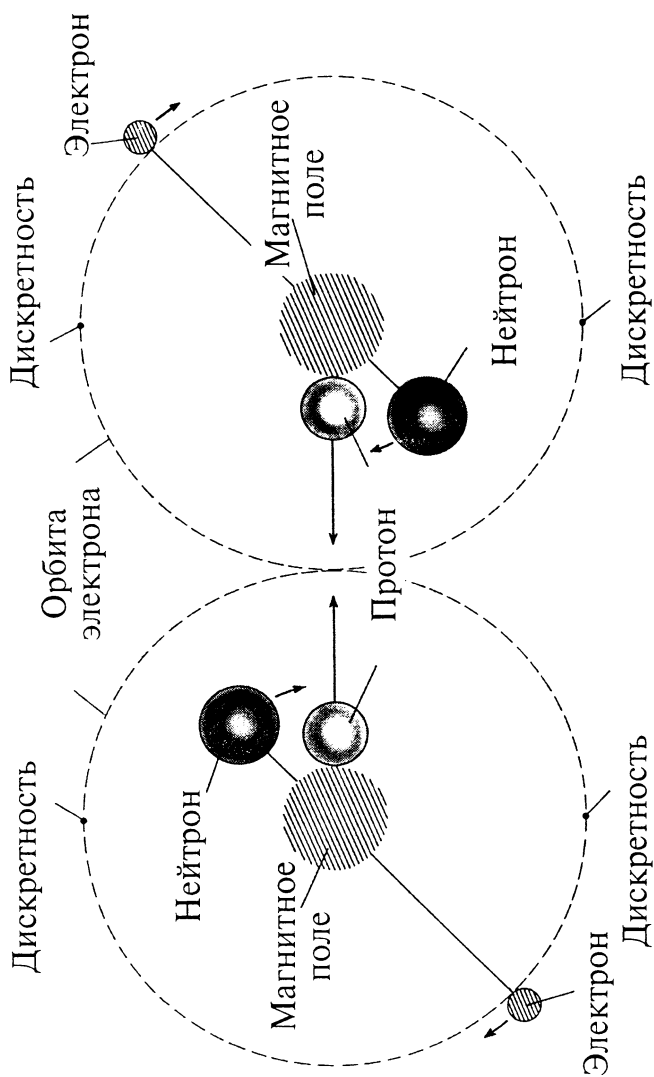 Дискретность
Дискретность
Орбита
электрона
Электрон
Нейтрон
Магнитное
поле
Магнитное
поле
Протон
Нейтрон
Электрон
Дискретность
Дискретность